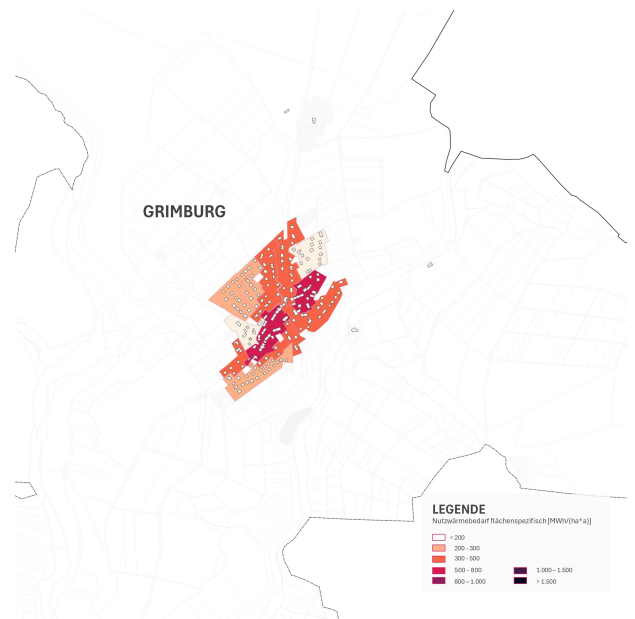 GRIMBURG
LEGENDE
Nutzwärmebedarf flächenspezifisch [MWh/(ha*a)]
< 200
200 - 300
300 - 500
500 - 800
800 – 1.000
1.000 – 1.500
> 1.500